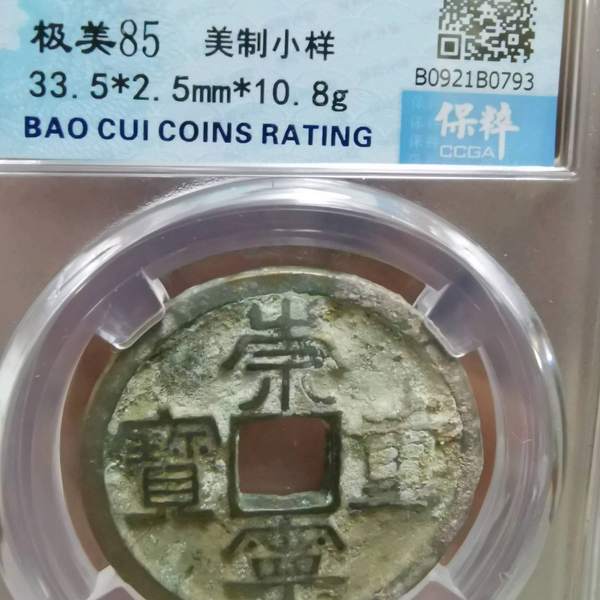 极美85 美制小样
33.5*2.5mm*10.8g
BAO CUI COINS RATING
B0921B0793
保粹
CCGA
崇
寧
重
寶